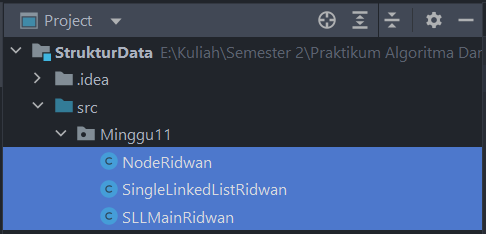 Project
StrukturData E:\Kuliah\Semester 2\Praktikum Algoritma Dar
.idea
src
Minggu11
NodeRidwan
SingleLinkedListRidwan
SLLMainRidwan